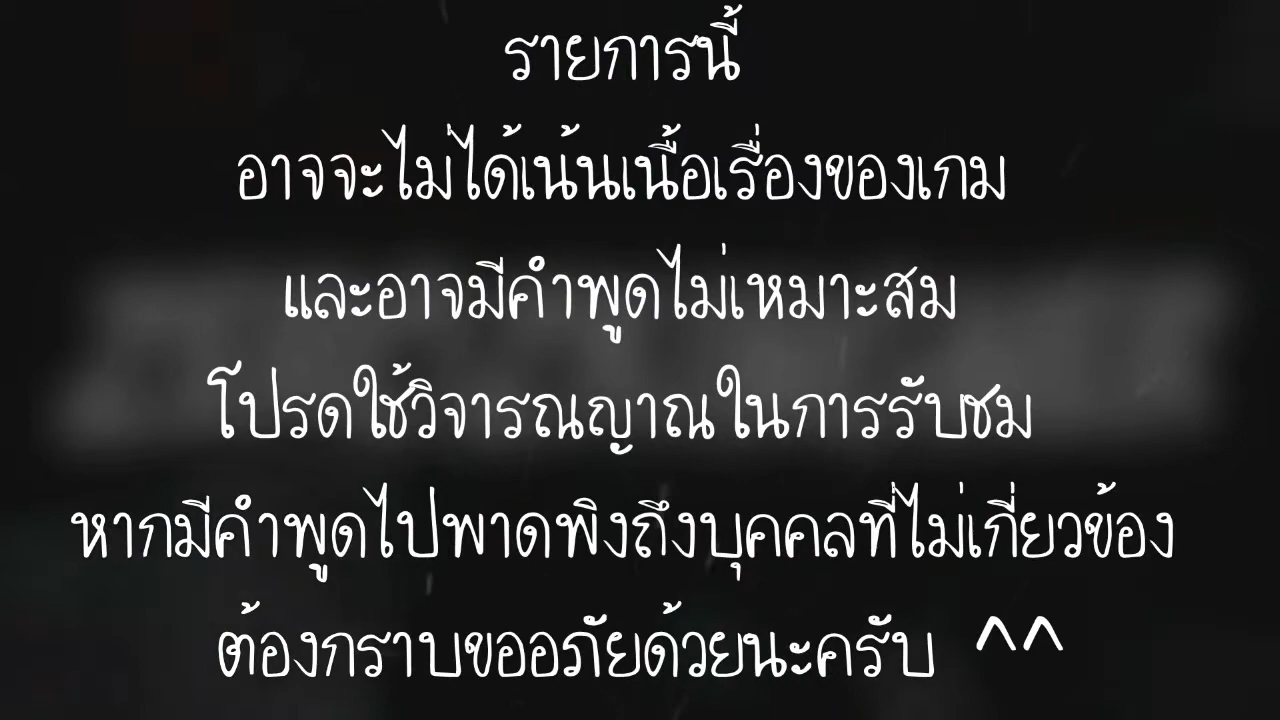 รายการนี้
อาจจะไม่ได้เน้นเนื้อเรื่องของเกม
และอาจมีคำพูดไม่เหมาะสม
โปรดใช้วิจารณญาณในการรับชม
หากมีคำพูดไปพาดพิงถึงบุคคลที่ไม่เกี่ยวข้อง
ต้องกราบขออภัยด้วยนะครับ ^^